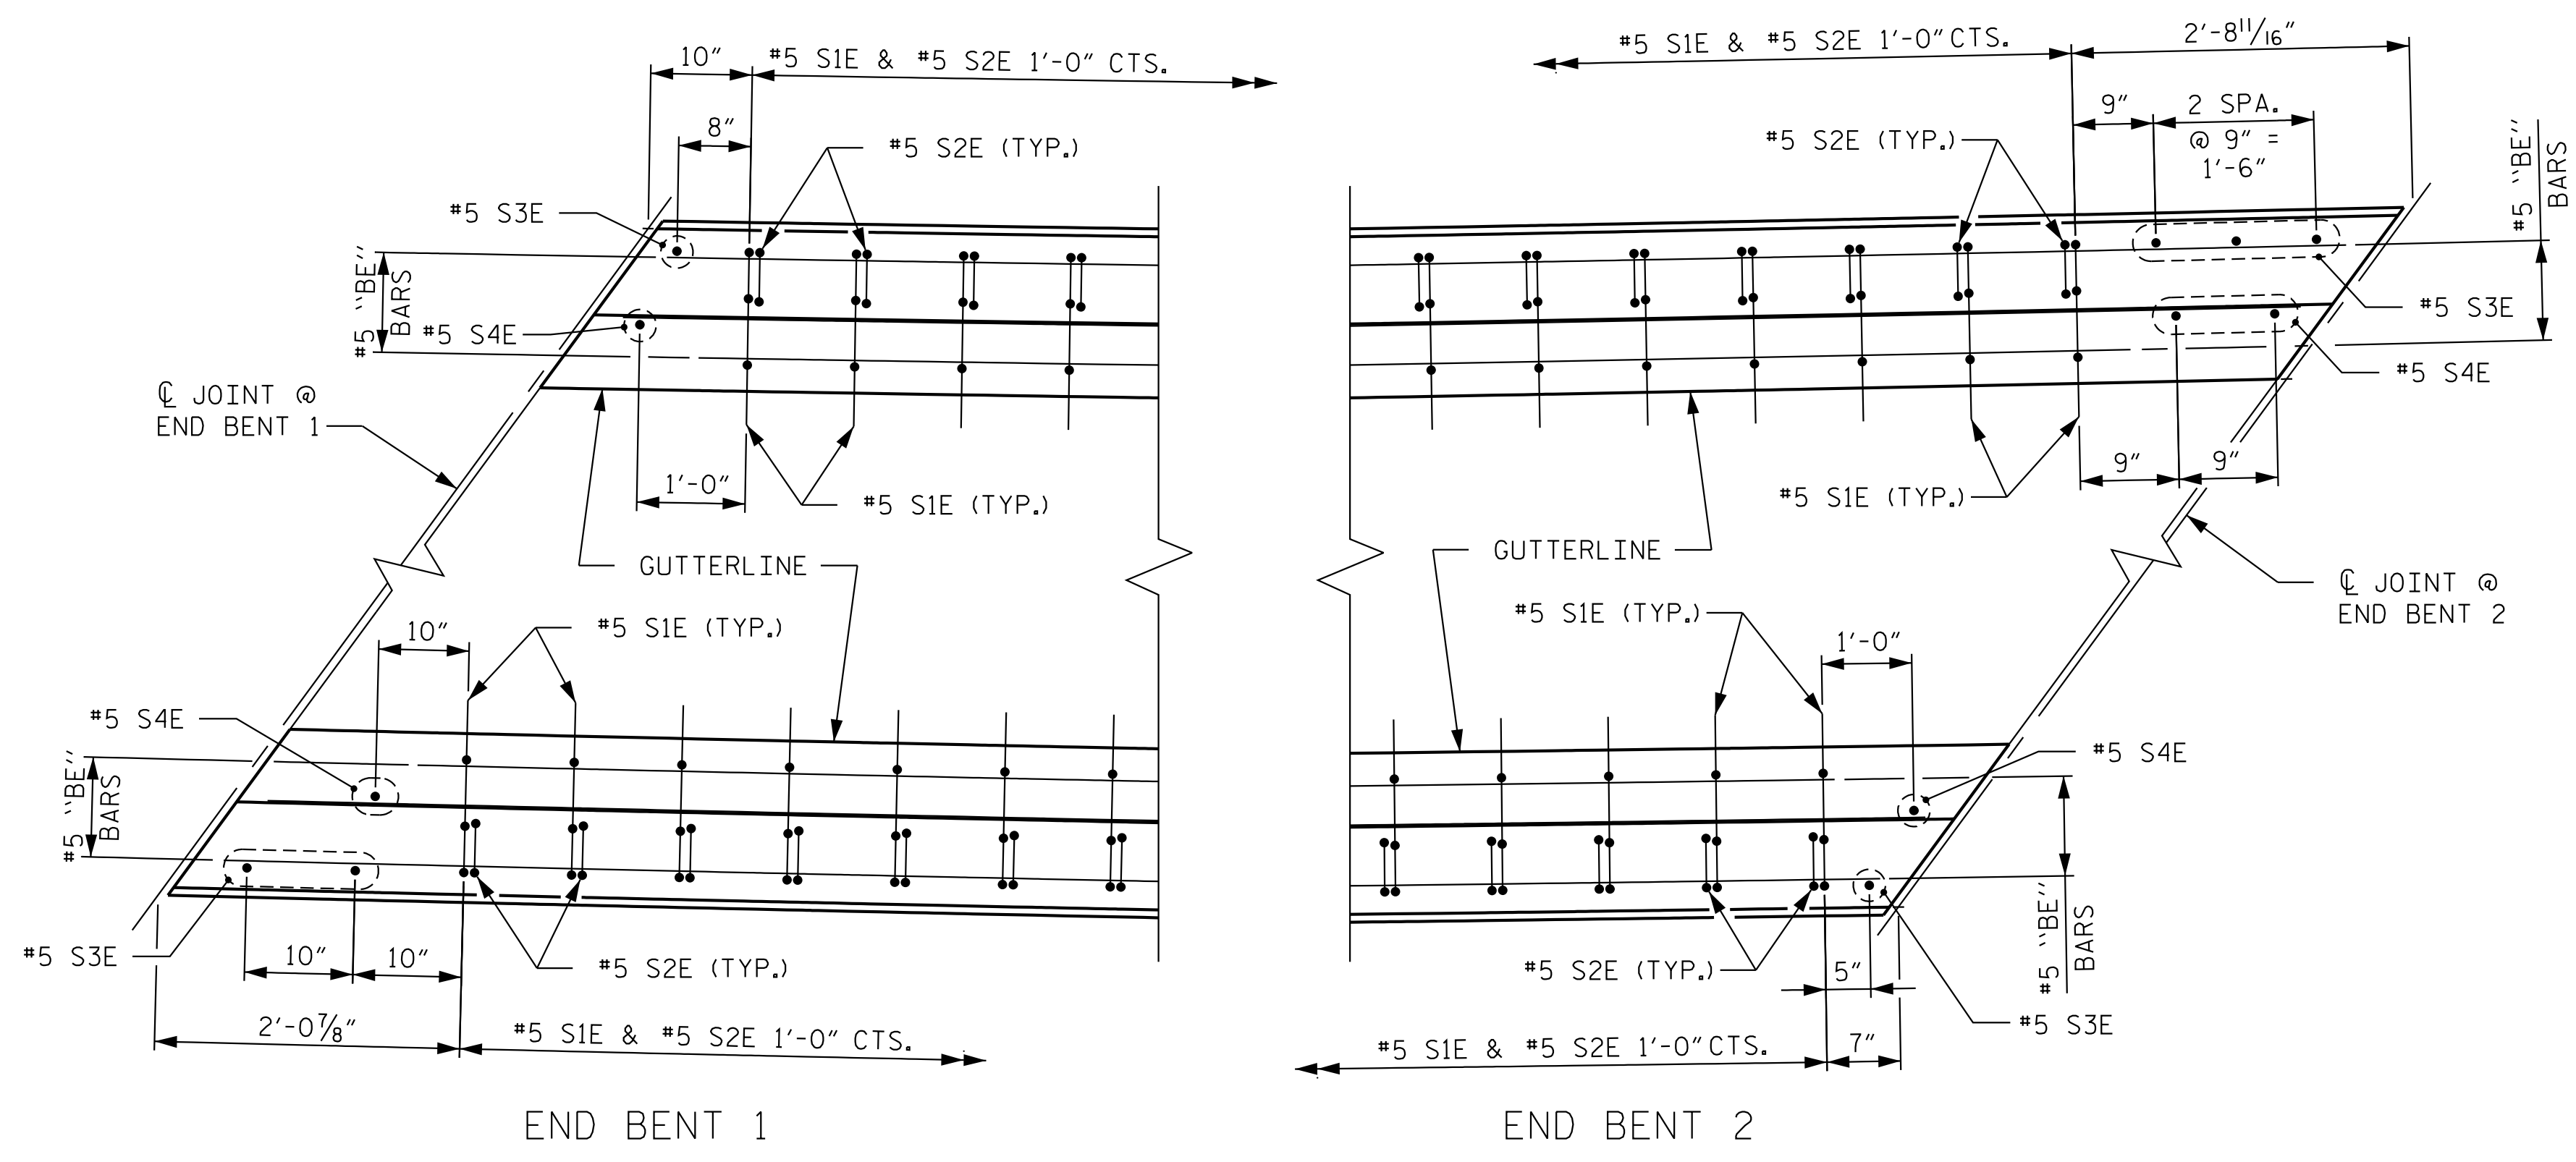 10" #5 S1E & #5 S2E 1'-0" CTS.
8"
#5 S2E (TYP.)
#5 S3E
#5 "BE"
BARS
#5 S4E
℄ JOINT @
END BENT 1
1'-0"
#5 S1E (TYP.)
GUTTERLINE
10"
#5 S1E (TYP.)
#5 S4E
#5 "BE"
BARS
#5 S3E
10" 10"
#5 S2E (TYP.)
2'-0 7/8"
#5 S1E & #5 S2E 1'-0" CTS.
END BENT 1
#5 S1E & #5 S2E 1'-0" CTS.
2'-8 11/16"
9" 2 SPA.
@ 9" =
1'-6"
#5 S2E (TYP.)
#5 "BE"
BARS
#5 S3E
#5 S4E
9" 9"
#5 S1E (TYP.)
GUTTERLINE
℄ JOINT @
END BENT 2
#5 S1E (TYP.)
1'-0"
#5 S4E
#5 "BE"
BARS
#5 S2E (TYP.)
5"
#5 S3E
#5 S1E & #5 S2E 1'-0" CTS.
7"
END BENT 2